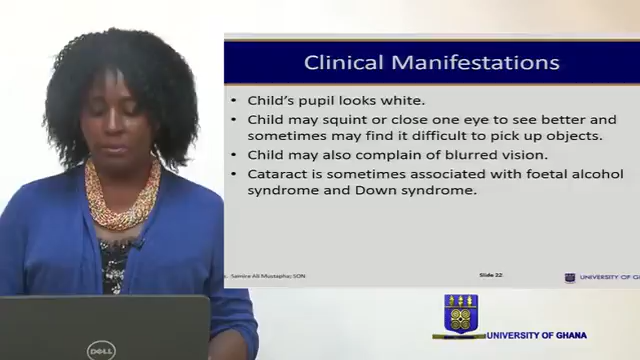 Clinical Manifestations
• Child's pupil looks white.
• Child may squint or close one eye to see better and
sometimes may find it difficult to pick up objects.
• Child may also complain of blurred vision.
• Cataract is sometimes associated with foetal alcohol
syndrome and Down syndrome.
Samira Ali Mustapha; SON
Slide 22
UNIVERSITY OF GH
DELL
UNIVERSITY OF GHANA